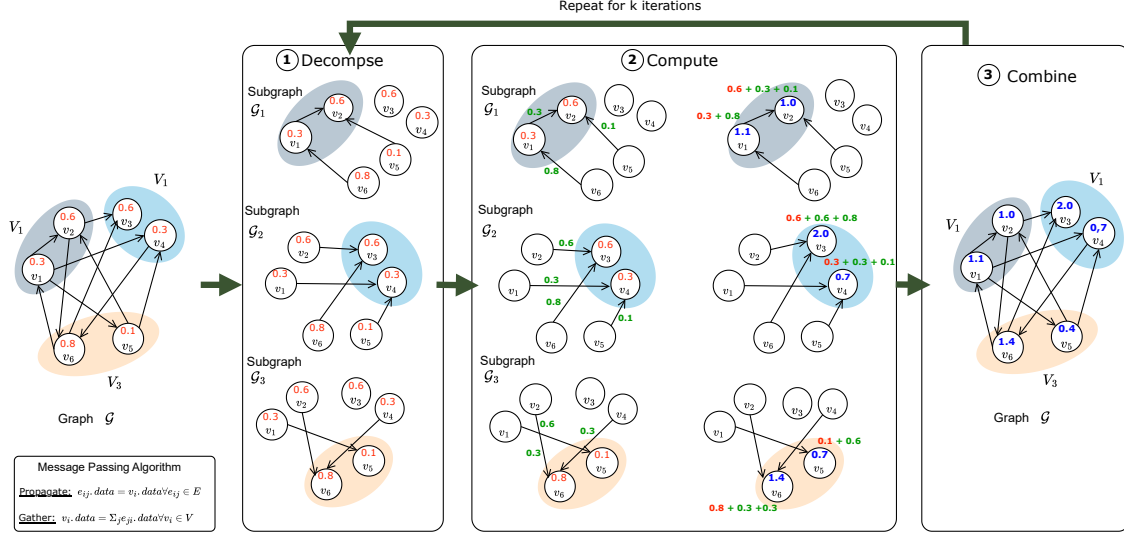 Repeat for k iterations
1 Decompse
2 Compute
3 Combine
Subgraph
G1
0.6
v2
0.6
v3
0.3
v4
0.3
v1
0.1
v5
0.8
v6
Subgraph
G2
0.6
v2
0.6
v3
0.3
v1
0.3
v4
0.8
v6
0.1
v5
Subgraph
G3
0.6
v2
0.6
v3
0.3
v4
0.3
v1
0.1
v5
0.8
v6
Subgraph
G1
0.3
0.6
v2
v3
v4
0.3
v1
0.1
v5
0.8
v6
0.6 + 0.3 + 0.1
1.0
v2
v3
v4
0.3 + 0.8
1.1
v1
v5
v6
Subgraph
G2
v2
0.6
0.6
v3
v1
0.3
0.3
v4
0.8
0.1
v6
v5
0.6 + 0.6 + 0.8
v2
2.0
v3
0.3 + 0.3 + 0.1
v1
0.7
v4
v6
v5
Subgraph
G3
v2
v3
v4
v1
0.6
0.3
0.3
0.1
v5
0.8
v6
v2
v3
v4
v1
0.1 + 0.6
0.7
v5
1.4
v6
0.8 + 0.3 +0.3
V1
V1
0.6
v2
0.6
v3
0.3
v4
0.3
v1
0.8
v6
0.1
v5
V3
Graph G
V1
V1
1.0
v2
2.0
v3
0,7
v4
1.1
v1
1.4
v6
0.4
v5
V3
Graph G
Message Passing Algorithm
Propagate: eij.data = vi.data∀eij ∈ E
Gather: vi.data = Σjeji.data∀vi ∈ V